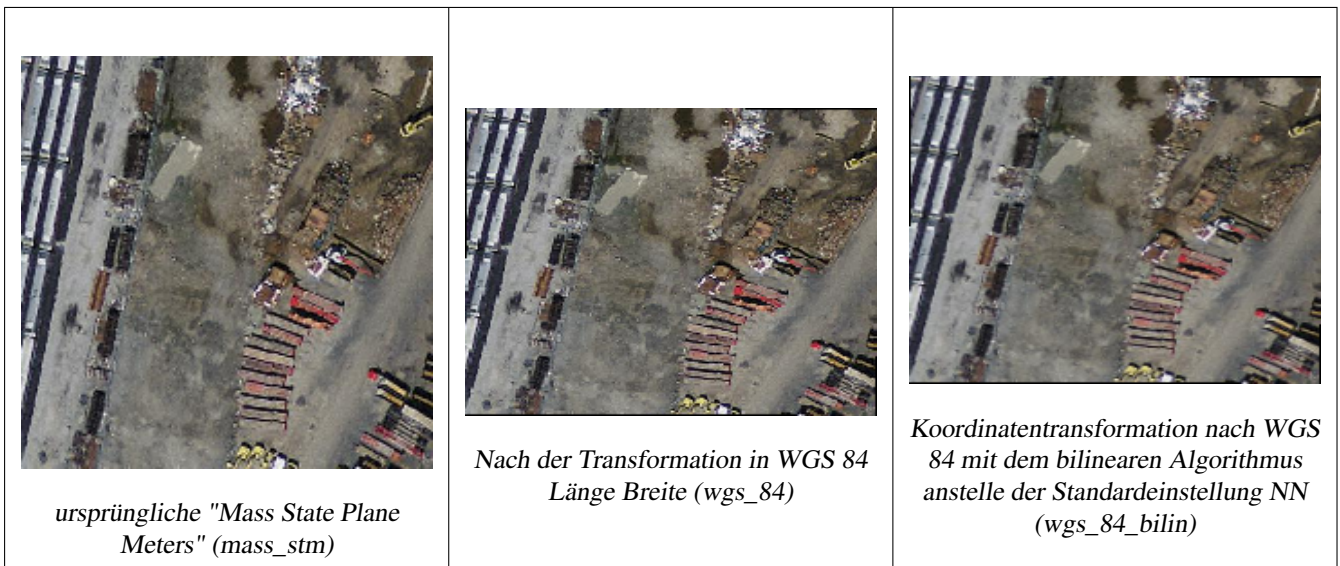 ursprüngliche "Mass State Plane
Meters" (mass_stm)
Nach der Transformation in WGS 84
Länge Breite (wgs_84)
Koordinatentransformation nach WGS
84 mit dem bilinearen Algorithmus
anstelle der Standardeinstellung NN
(wgs_84_bilin)